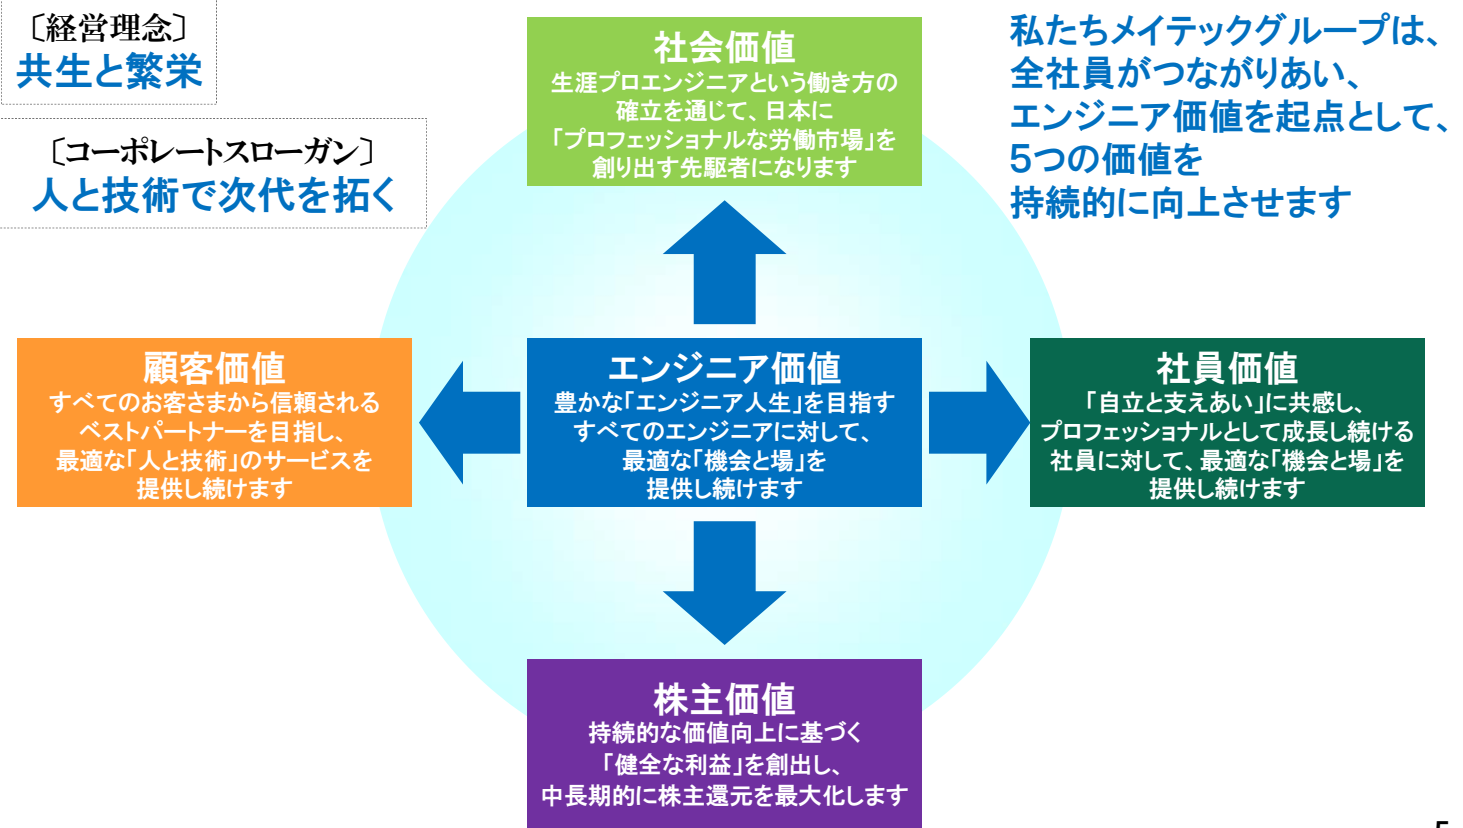 〔経営理念〕
共生と繁栄
〔コーポレートスローガン〕
人と技術で次代を拓く
私たちメイテックグループは、
全社員がつながりあい、
エンジニア価値を起点として、
５つの価値を
持続的に向上させます
社会価値
生涯プロエンジニアという働き方の
確立を通じて、日本に
「プロフェッショナルな労働市場」を
創り出す先駆者になります
顧客価値
すべてのお客さまから信頼される
ベストパートナーを目指し、
最適な「人と技術」のサービスを
提供し続けます
エンジニア価値
豊かな「エンジニア人生」を目指す
すべてのエンジニアに対して、
最適な「機会と場」を
提供し続けます
社員価値
「自立と支えあい」に共感し、
プロフェッショナルとして成長し続ける
社員に対して、最適な「機会と場」を
提供し続けます
株主価値
持続的な価値向上に基づく
「健全な利益」を創出し、
中長期的に株主還元を最大化します